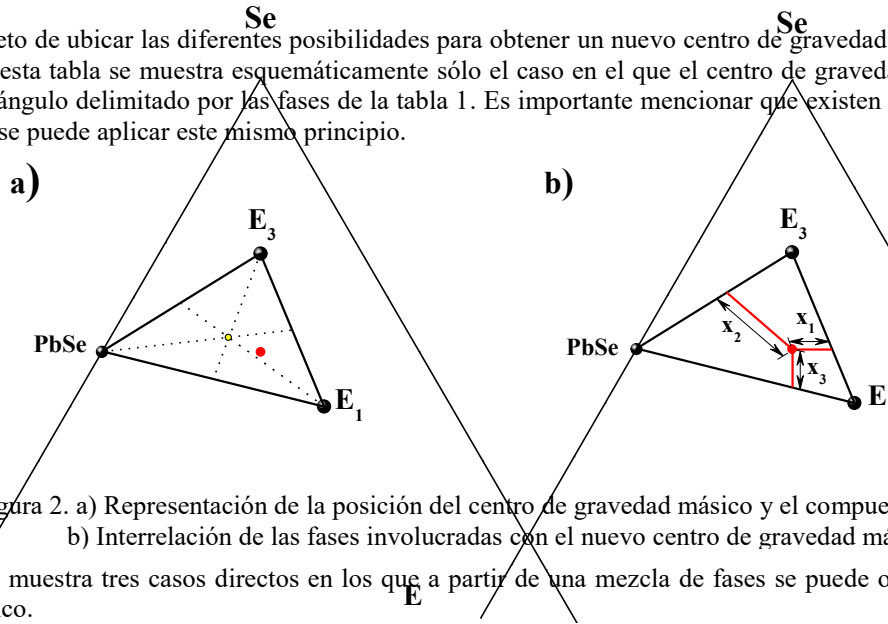 Se
Se
eto de ubicar las diferentes posibilidades para obtener un nuevo centro de gravedad
esta tabla se muestra esquemáticamente sólo el caso en el que el centro de graveda
ángulo delimitado por las fases de la tabla 1. Es importante mencionar que existen
se puede aplicar este mismo principio.
a)
b)
E3
E3
PbSe
E1
PbSe
x2
x1
x3
E
gura 2. a) Representación de la posición del centro de gravedad másico y el compue
b) Interrelación de las fases involucradas con el nuevo centro de gravedad má
muestra tres casos directos en los que a partir de una mezcla de fases se puede o
ico.
E